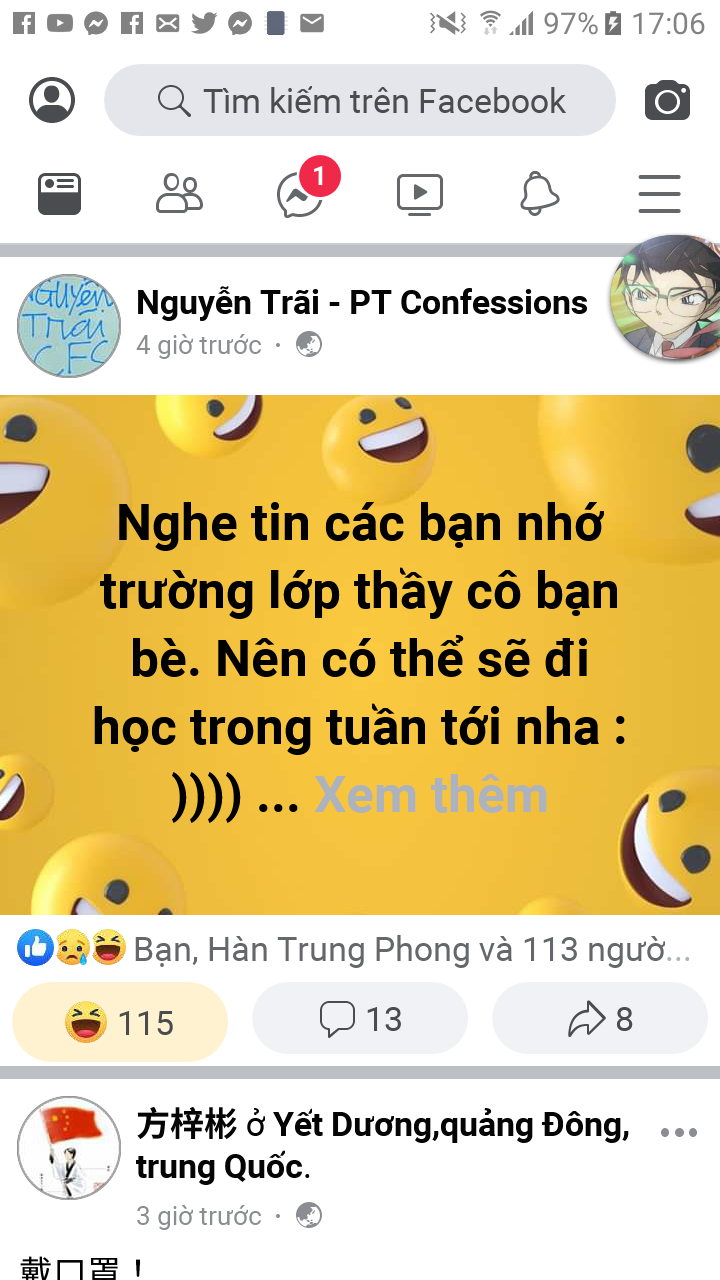 97% 17:06
Tìm kiếm trên Facebook
1
Nguyễn Trãi - PT Confessions
4 giờ trước ·
Nguyễn
Trãi
CFC
Nghe tin các bạn nhớ
trường lớp thầy cô bạn
bè. Nên có thể sẽ đi
học trong tuần tới nha :
)))) ... Xem thêm
Bạn, Hàn Trung Phong và 113 ngườ...
115 13 8
方梓彬 ở Yết Dương,quảng Đông,
trung Quốc.
3 giờ trước ·
戴口罩！